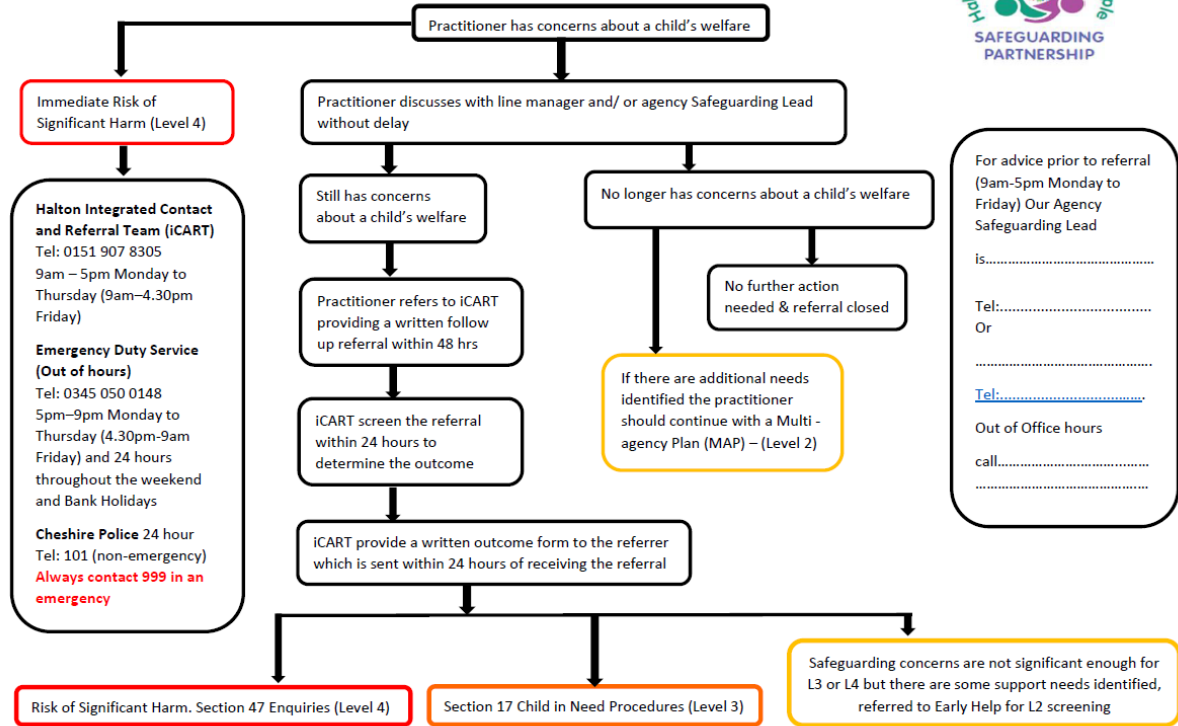 Practitioner has concerns about a child's welfare
SAFEGUARDING
PARTNERSHIP
Immediate Risk of
Significant Harm (Level 4)
Practitioner discusses with line manager and/ or agency Safeguarding Lead
without delay
Halton Integrated Contact
and Referral Team (iCART)
Tel: 0151 907 8305
9am – 5pm Monday to
Thursday (9am–4.30pm
Friday)
Emergency Duty Service
(Out of hours)
Tel: 0345 050 0148
5pm–9pm Monday to
Thursday (4.30pm-9am
Friday) and 24 hours
throughout the weekend
and Bank Holidays
Cheshire Police 24 hour
Tel: 101 (non-emergency)
Always contact 999 in an
emergency
Still has concerns
about a child's welfare
No longer has concerns about a child's welfare
Practitioner refers to iCART
providing a written follow
up referral within 48 hrs
No further action
needed & referral closed
If there are additional needs
identified the practitioner
should continue with a Multi -
agency Plan (MAP) – (Level 2)
iCART screen the referral
within 24 hours to
determine the outcome
iCART provide a written outcome form to the referrer
which is sent within 24 hours of receiving the referral
For advice prior to referral
(9am-5pm Monday to
Friday) Our Agency
Safeguarding Lead
is……………………………………
Tel:...................................
Or
…………………………………….
Tel:……………………………….
Out of Office hours
call…………………………………
…………………………………….
Risk of Significant Harm. Section 47 Enquiries (Level 4)
Section 17 Child in Need Procedures (Level 3)
Safeguarding concerns are not significant enough for
L3 or L4 but there are some support needs identified,
referred to Early Help for L2 screening